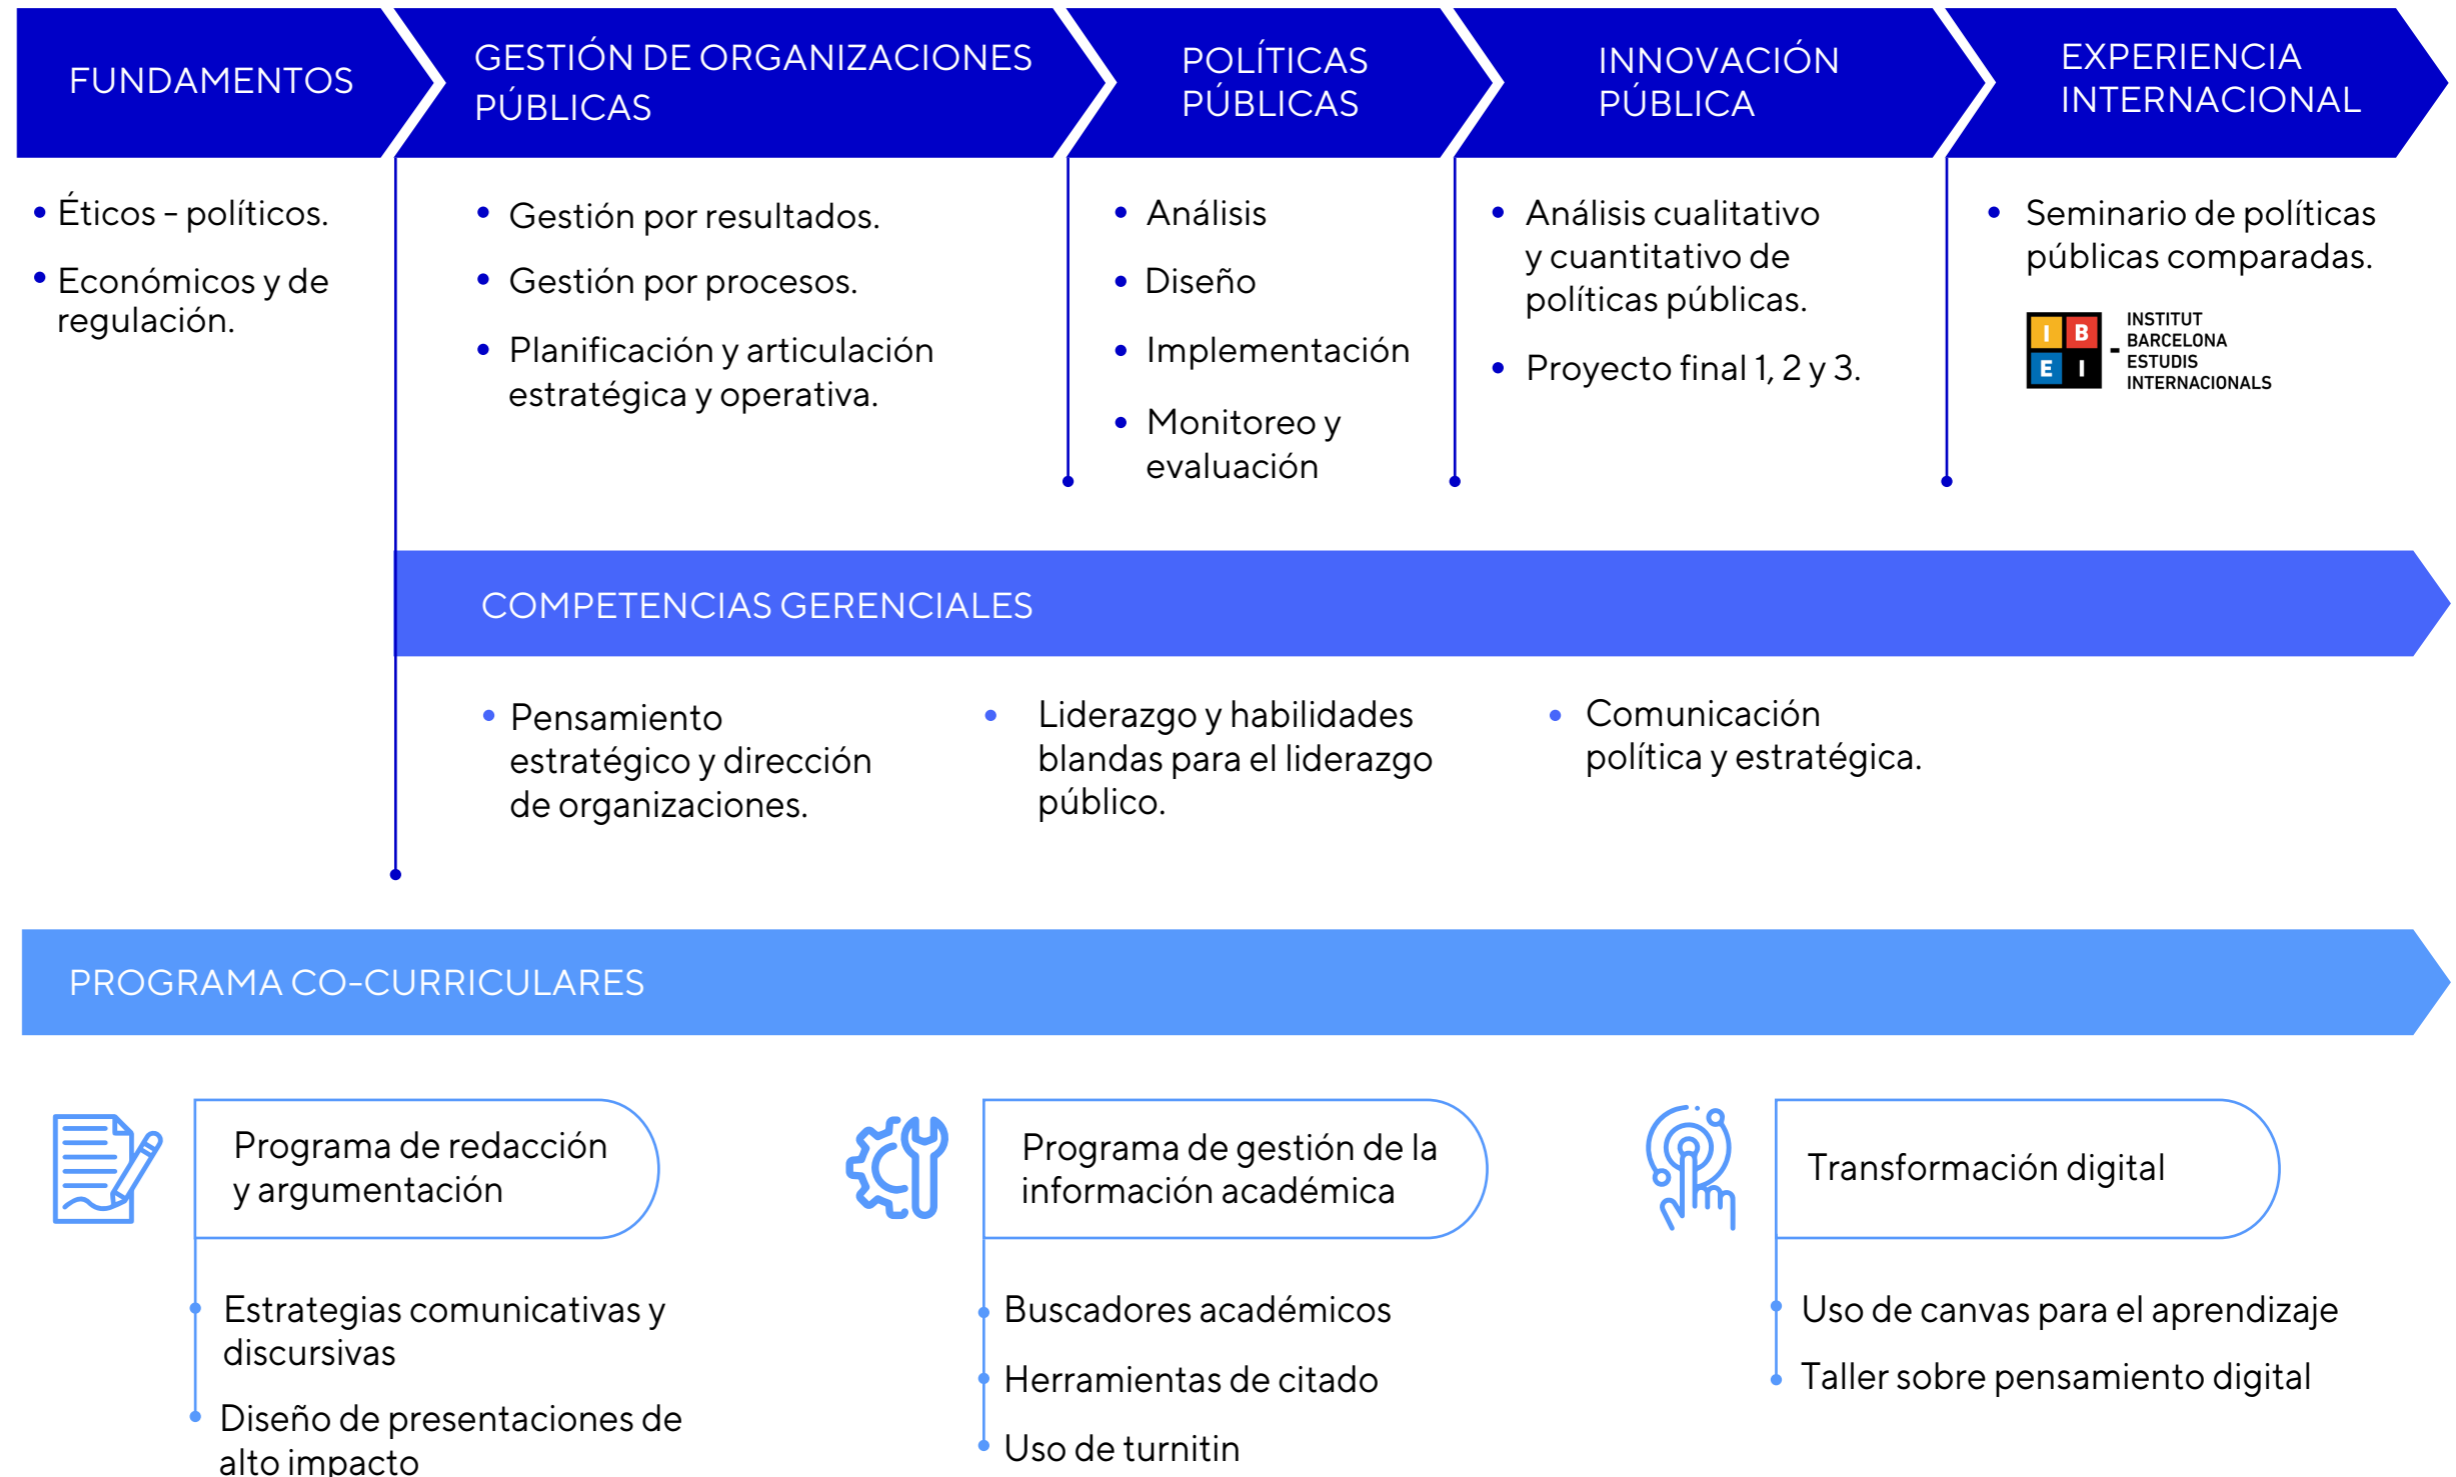 FUNDAMENTOS
GESTIÓN DE ORGANIZACIONES
PÚBLICAS
POLÍTICAS
PÚBLICAS
INNOVACIÓN
PÚBLICA
EXPERIENCIA
INTERNACIONAL
• Éticos - políticos.
• Económicos y de
regulación.
• Gestión por resultados.
• Gestión por procesos.
• Planificación y articulación
estratégica y operativa.
• Análisis
• Diseño
• Implementación
• Monitoreo y
evaluación
• Análisis cualitativo
y cuantitativo de
políticas públicas.
• Proyecto final 1, 2 y 3.
• Seminario de políticas
públicas comparadas.
I B
E I
-
INSTITUT
BARCELONA
ESTUDIS
INTERNACIONALS
COMPETENCIAS GERENCIALES
• Pensamiento
estratégico y dirección
de organizaciones.
• Liderazgo y habilidades
blandas para el liderazgo
público.
• Comunicación
política y estratégica.
PROGRAMA CO-CURRICULARES
Programa de redacción
y argumentación
Estrategias comunicativas y
discursivas
Diseño de presentaciones de
alto impacto
Programa de gestión de la
información académica
Buscadores académicos
Herramientas de citado
Uso de turnitin
Transformación digital
Uso de canvas para el aprendizaje
Taller sobre pensamiento digital